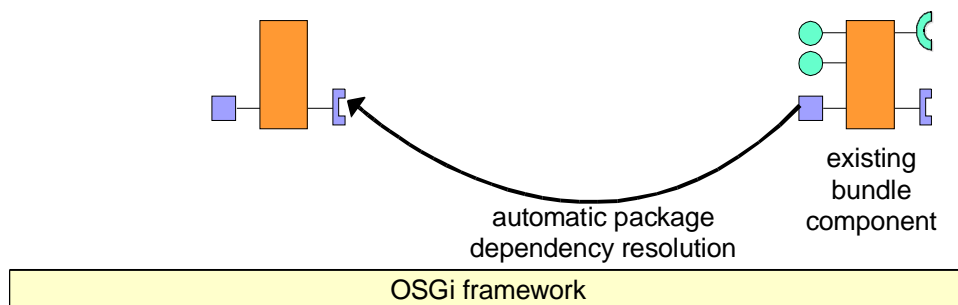 existing
bundle
component
automatic package
dependency resolution
OSGi framework